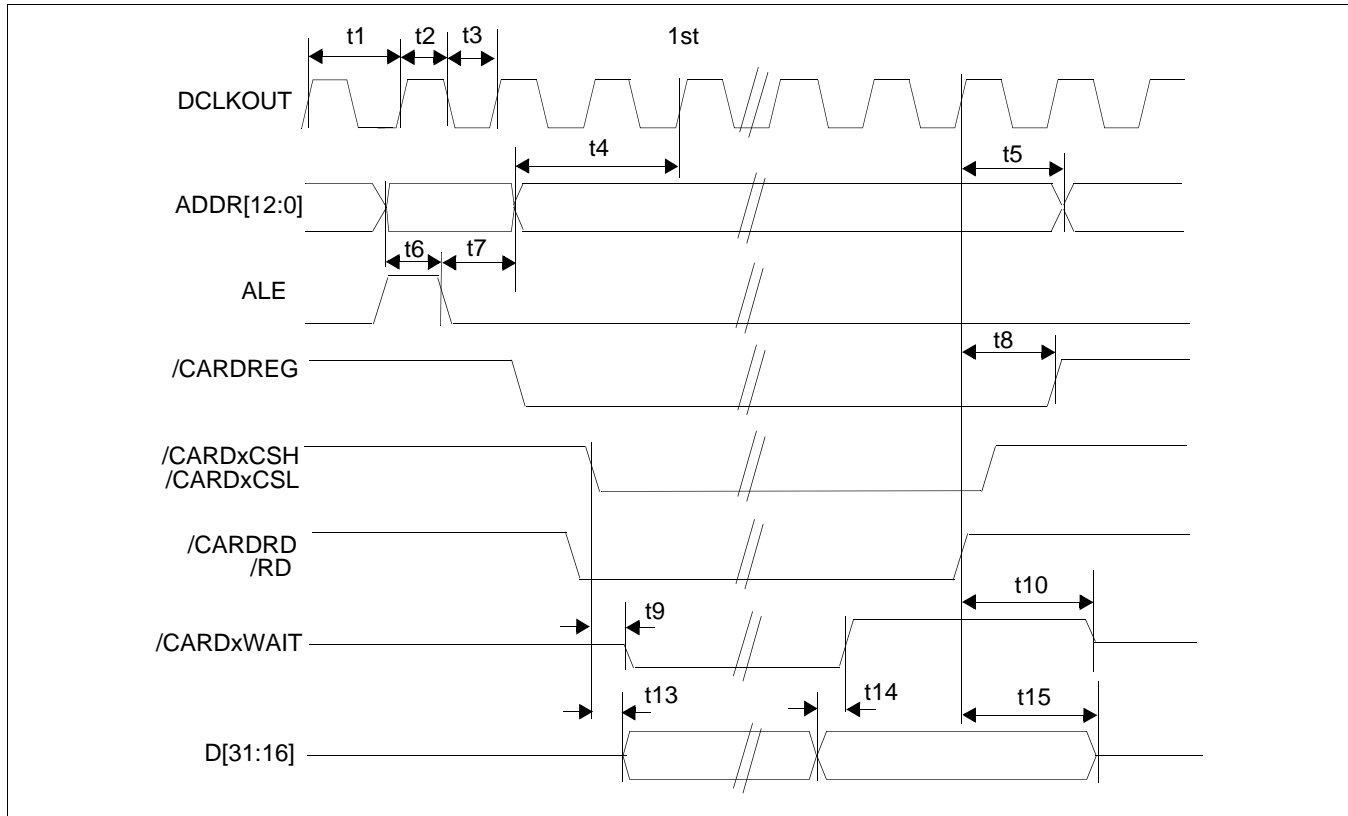 t1 t2 t3 1st
DCLKOUT
t4 t5
ADDR[12:0]
t6 t7
ALE
t8
/CARDREG
/CARDxCSH
/CARDxCSL
/CARDRD
/RD
t10
t9
/CARDxWAIT
t13 t14 t15
D[31:16]